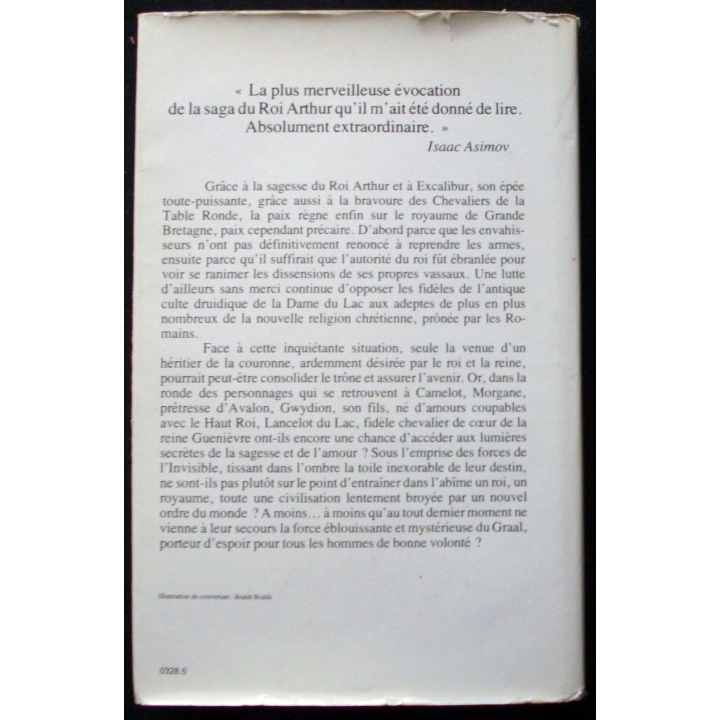 « La plus merveilleuse évocation
de la saga du Roi Arthur qu'il m'ait été donné de lire.
Absolument extraordinaire. »
Isaac Asimov
Grâce à la sagesse du Roi Arthur et à Excalibur, son épée
toute-puissante, grâce aussi à la bravoure des Chevaliers de la
Table Ronde, la paix règne enfin sur le royaume de Grande
Bretagne, paix cependant précaire. D'abord parce que les envahis-
seurs n'ont pas définitivement renoncé à reprendre les armes,
ensuite parce qu'il suffirait que l'autorité du roi fût ébranlée pour
voir se ranimer les dissensions de ses propres vassaux. Une lutte
d'ailleurs sans merci continue d'opposer les fidèles de l'antique
culte druidique de la Dame du Lac aux adeptes de plus en plus
nombreux de la nouvelle religion chrétienne, prônée par les Ro-
mains.
Face à cette inquiétante situation, seule la venue d'un
héritier de la couronne, ardemment désirée par le roi et la reine,
pourrait peut-être consolider le trône et assurer l'avenir. Or, dans la
ronde des personnages qui se retrouvent à Camelot, Morgane,
prêtresse d'Avalon, Gwydion, son fils, né d'amours coupables
avec le Haut Roi, Lancelot du Lac, fidèle chevalier de cœur de la
reine Guenièvre ont-ils encore une chance d'accéder aux lumières
secrètes de la sagesse et de l'amour ? Sous l'emprise des forces de
l'Invisible, tissant dans l'ombre la toile inexorable de leur destin,
ne sont-ils pas plutôt sur le point d'entraîner dans l'abîme un roi, un
royaume, toute une civilisation lentement broyée par un nouvel
ordre du monde ? A moins... à moins qu'au tout dernier moment ne
vienne à leur secours la force éblouissante et mystérieuse du Graal,
porteur d'espoir pour tous les hommes de bonne volonté ?
Illustration de couverture :
0328.5